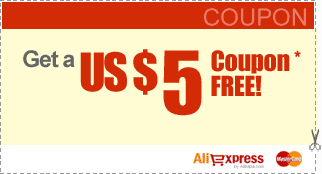 COUPON
Get a US $5 Coupon *
FREE!
AliExpress
by Alibaba.com
MasterCard